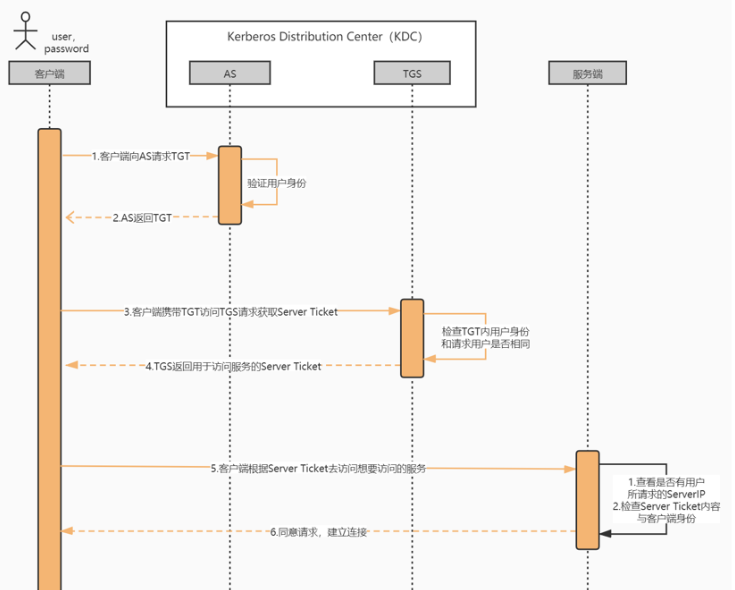 user,
password
Kerberos Distribution Center（KDC）
客户端
AS
TGS
服务端
1.客户端向AS请求TGT
验证用户身份
2.AS返回TGT
3.客户端携带TGT访问TGS请求获取Server Ticket
检查TGT内用户身份
和请求用户是否相同
4.TGS返回用于访问服务的Server Ticket
5.客户端根据Server Ticket去访问想要访问的服务
1.查看是否有用户
所请求的ServerIP
2.检查Server Ticket内容
与客户端身份
6.同意请求，建立连接